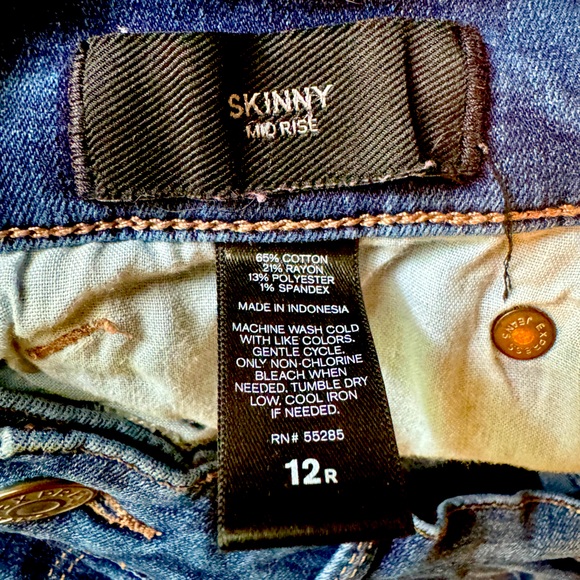 SKINNY
MID RISE
65% COTTON
21% RAYON
13% POLYESTER
1% SPANDEX
MADE IN INDONESIA
MACHINE WASH COLD
WITH LIKE COLORS.
GENTLE CYCLE.
ONLY NON-CHLORINE
BLEACH WHEN
NEEDED. TUMBLE DRY
LOW, COOL IRON
IF NEEDED.
RN# 55285
12R